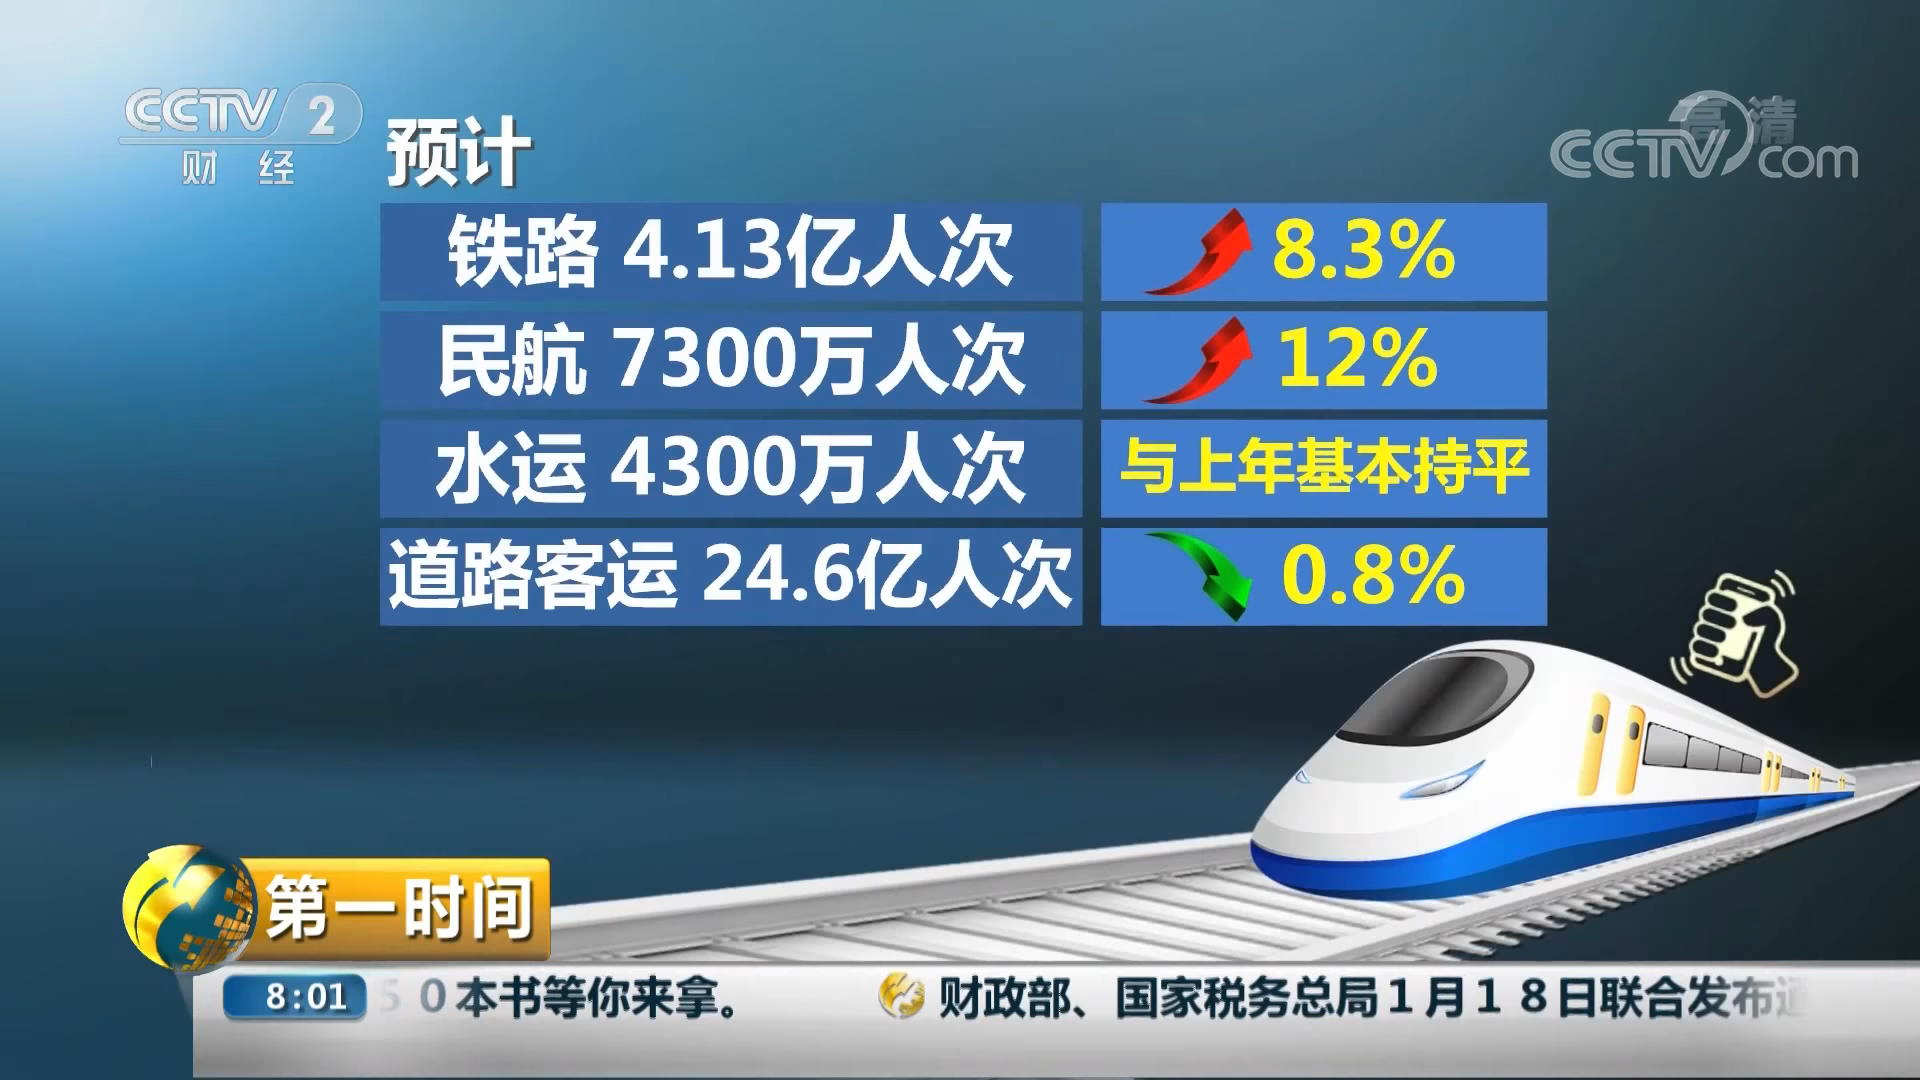 CCTV 2
财 经
高清
CCTV com
预计
铁路 4.13亿人次 8.3%
民航 7300万人次 12%
水运 4300万人次 与上年基本持平
道路客运 24.6亿人次 0.8%
第一时间
8:01 50本书等你来拿。 财政部、国家税务总局1月18日联合发布通